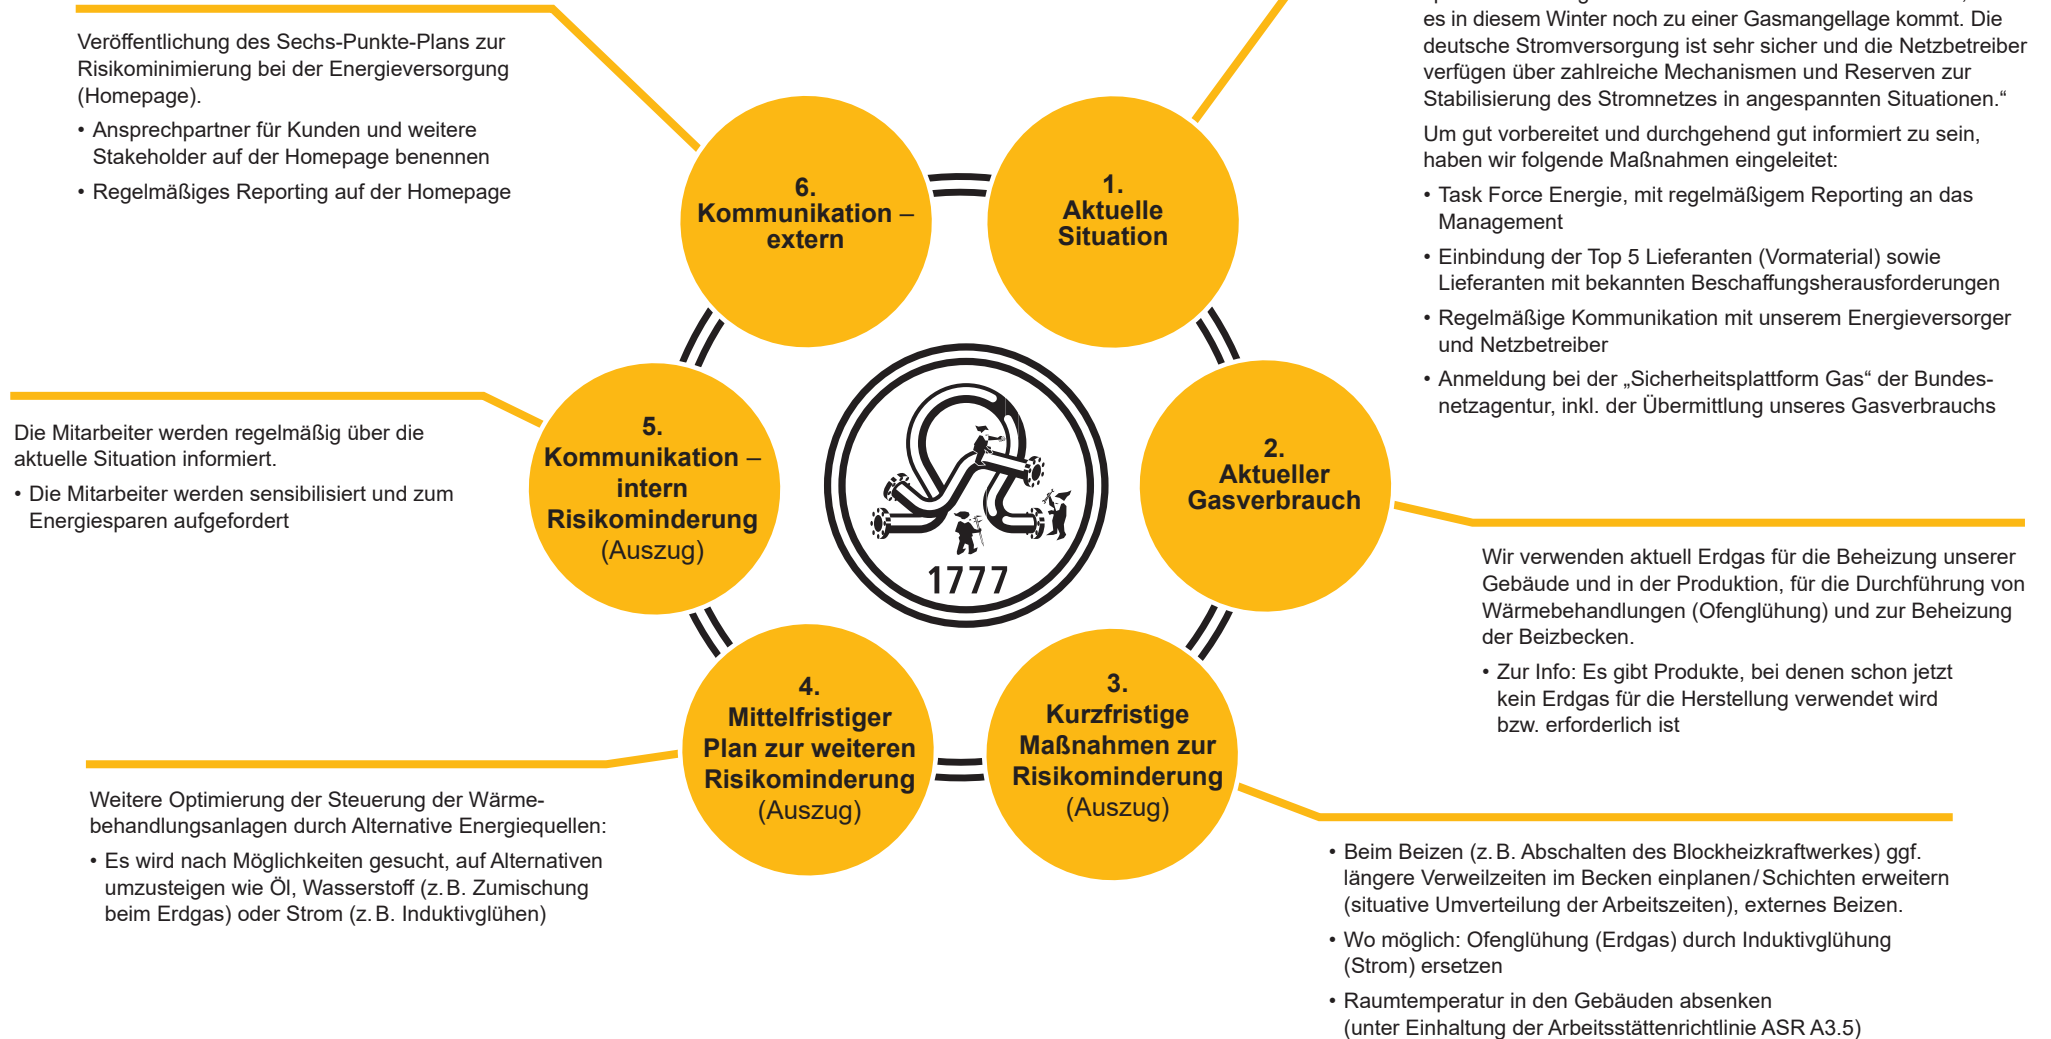 6.
Kommunikation –
extern
Veröffentlichung des Sechs-Punkte-Plans zur
Risikominimierung bei der Energieversorgung
(Homepage).
• Ansprechpartner für Kunden und weitere
Stakeholder auf der Homepage benennen
• Regelmäßiges Reporting auf der Homepage
1.
Aktuelle
Situation
es in diesem Winter noch zu einer Gasmangellage kommt. Die
deutsche Stromversorgung ist sehr sicher und die Netzbetreiber
verfügen über zahlreiche Mechanismen und Reserven zur
Stabilisierung des Stromnetzes in angespannten Situationen.“
Um gut vorbereitet und durchgehend gut informiert zu sein,
haben wir folgende Maßnahmen eingeleitet:
• Task Force Energie, mit regelmäßigem Reporting an das
Management
• Einbindung der Top 5 Lieferanten (Vormaterial) sowie
Lieferanten mit bekannten Beschaffungsherausforderungen
• Regelmäßige Kommunikation mit unserem Energieversorger
und Netzbetreiber
• Anmeldung bei der „Sicherheitsplattform Gas“ der Bundes-
netzagentur, inkl. der Übermittlung unseres Gasverbrauchs
5.
Kommunikation –
intern
Risikominderung
(Auszug)
Die Mitarbeiter werden regelmäßig über die
aktuelle Situation informiert.
• Die Mitarbeiter werden sensibilisiert und zum
Energiesparen aufgefordert
1777
2.
Aktueller
Gasverbrauch
Wir verwenden aktuell Erdgas für die Beheizung unserer
Gebäude und in der Produktion, für die Durchführung von
Wärmebehandlungen (Ofenglühung) und zur Beheizung
der Beizbecken.
• Zur Info: Es gibt Produkte, bei denen schon jetzt
kein Erdgas für die Herstellung verwendet wird
bzw. erforderlich ist
4.
Mittelfristiger
Plan zur weiteren
Risikominderung
(Auszug)
Weitere Optimierung der Steuerung der Wärme-
behandlungsanlagen durch Alternative Energiequellen:
• Es wird nach Möglichkeiten gesucht, auf Alternativen
umzusteigen wie Öl, Wasserstoff (z. B. Zumischung
beim Erdgas) oder Strom (z. B. Induktivglühen)
3.
Kurzfristige
Maßnahmen zur
Risikominderung
(Auszug)
• Beim Beizen (z. B. Abschalten des Blockheizkraftwerkes) ggf.
längere Verweilzeiten im Becken einplanen / Schichten erweitern
(situative Umverteilung der Arbeitszeiten), externes Beizen.
• Wo möglich: Ofenglühung (Erdgas) durch Induktivglühung
(Strom) ersetzen
• Raumtemperatur in den Gebäuden absenken
(unter Einhaltung der Arbeitsstättenrichtlinie ASR A3.5)